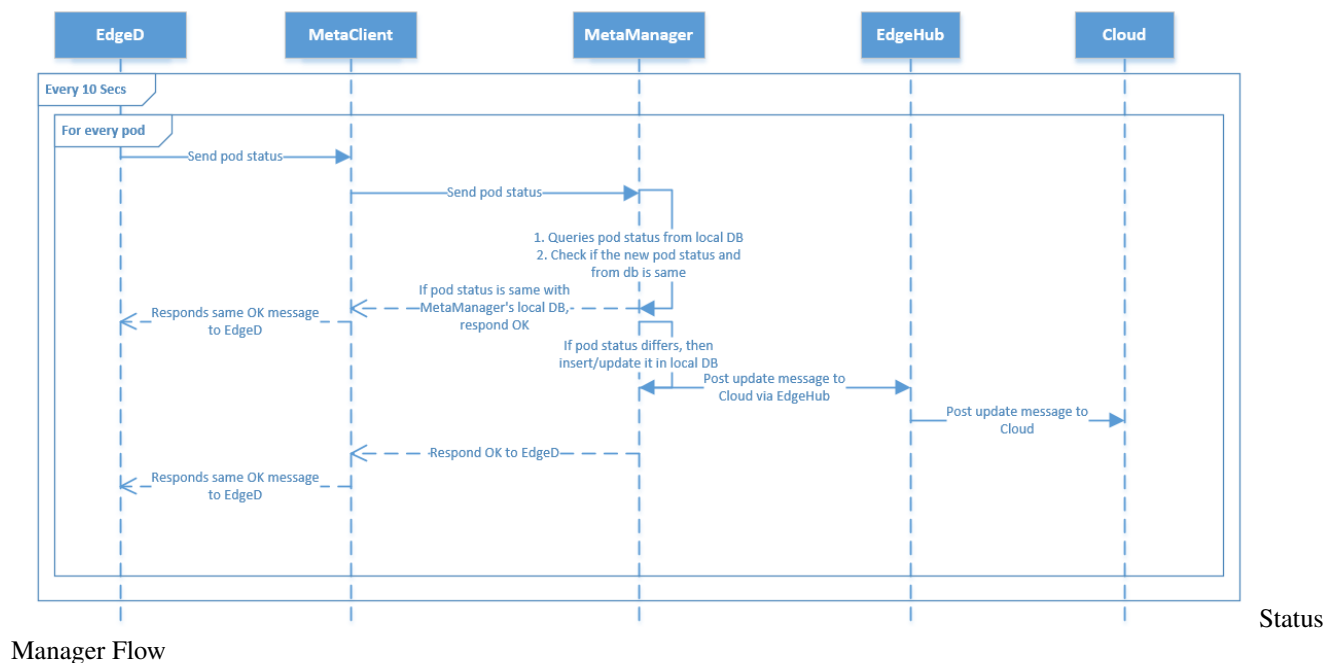 EdgeD
MetaClient
MetaManager
EdgeHub
Cloud
Every 10 Secs
For every pod
Send pod status
Send pod status
1. Queries pod status from local DB
2. Check if the new pod status and
from db is same
If pod status is same with
MetaManager's local DB,
respond OK
Responds same OK message
to EdgeD
If pod status differs, then
insert/update it in local DB
Post update message to
Cloud via EdgeHub
Post update message to
Cloud
Respond OK to EdgeD
Responds same OK message
to EdgeD
Status
Manager Flow